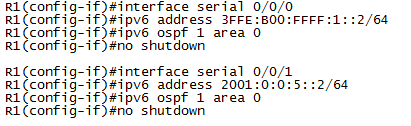 R1(config-if)#interface serial 0/0/0
R1(config-if)#ipv6 address 3FFE:B00:FFFF:1::2/64
R1(config-if)#ipv6 ospf 1 area 0
R1(config-if)#no shutdown
R1(config-if)#interface serial 0/0/1
R1(config-if)#ipv6 address 2001:0:0:5::2/64
R1(config-if)#ipv6 ospf 1 area 0
R1(config-if)#no shutdown